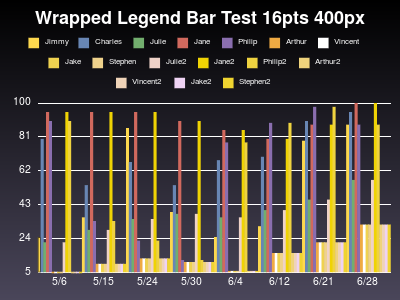 Wrapped Legend Bar Test 16pts 400px
Jimmy Charles Julie Jane Philip Arthur Vincent
Jake Stephen Julie2 Jane2 Philip2 Arthur2
Vincent2 Jake2 Stephen2
100
81
62
43
24
5
5/6 5/15 5/24 5/30 6/4 6/12 6/21 6/28